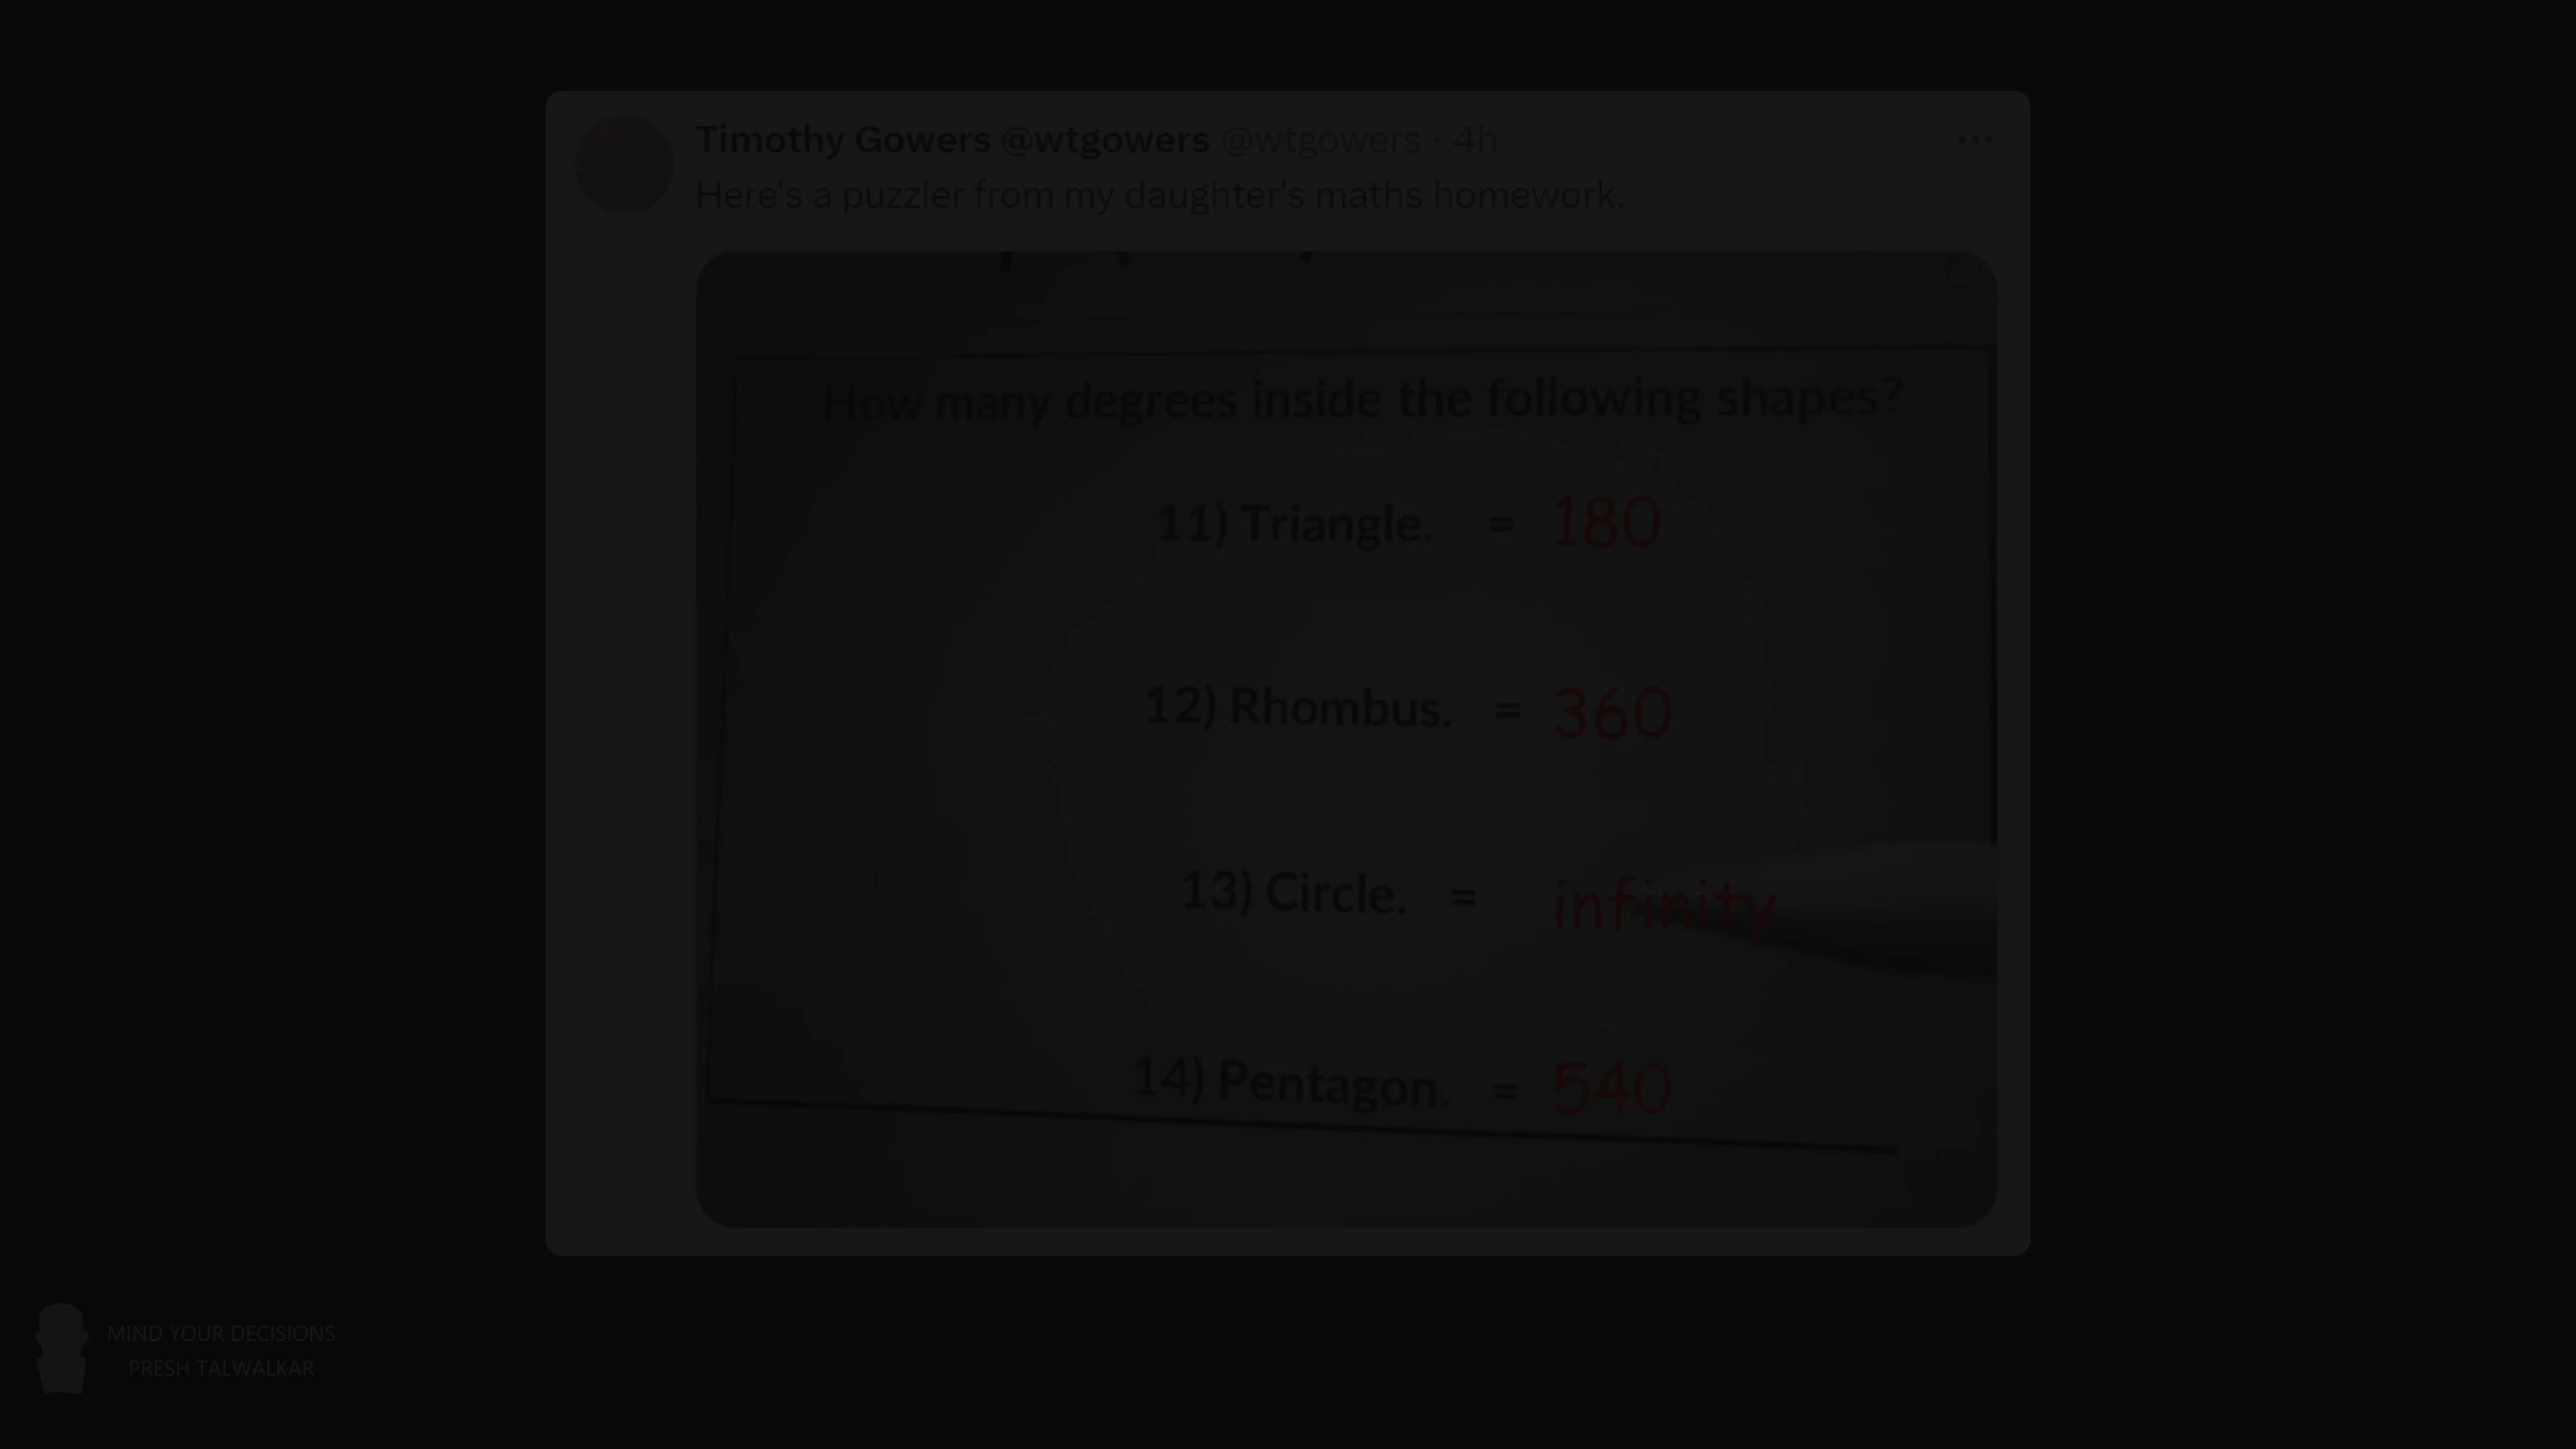 Timothy Gowers @wtgowers @wtgowers · 4h
Here's a puzzler from my daughter's maths homework.
How many degrees inside the following shapes?
11) Triangle. = 180
12) Rhombus. = 360
13) Circle. = infinity
14) Pentagon. = 540
MIND YOUR DECISIONS
PRESH TALWALKAR